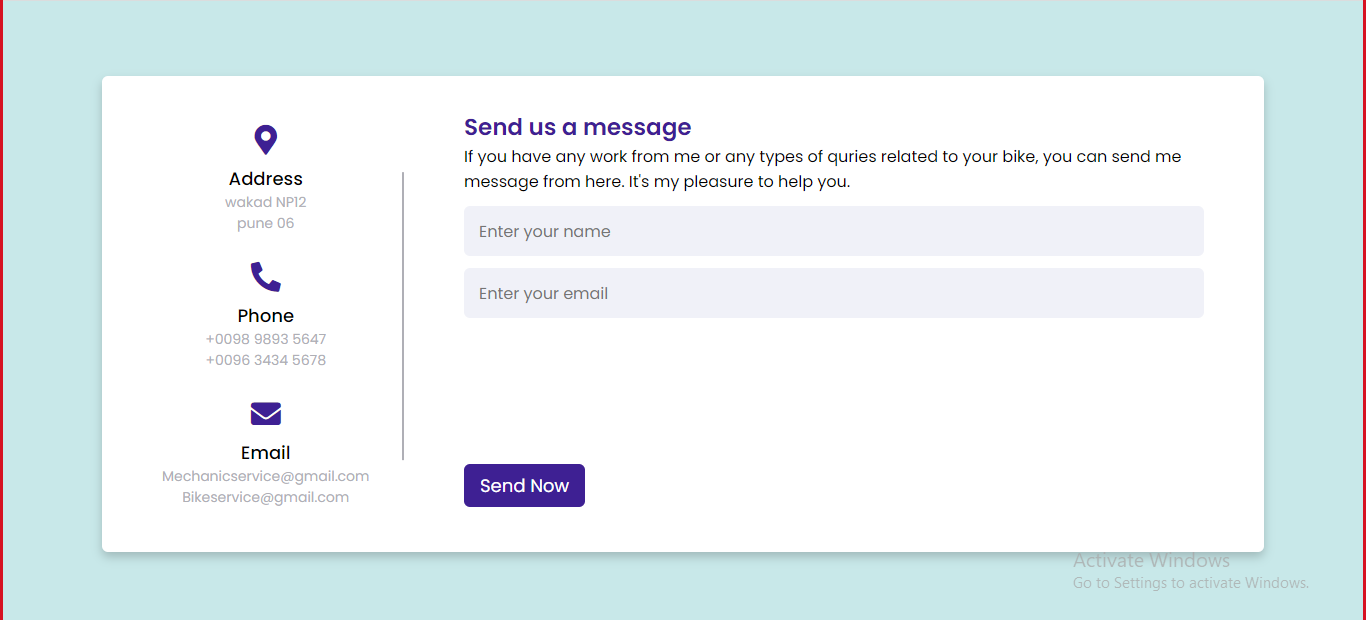 Address
wakad NP12
pune 06
Phone
+0098 9893 5647
+0096 3434 5678
Email
Mechanicservice@gmail.com
Bikeservice@gmail.com
Send us a message
If you have any work from me or any types of quries related to your bike, you can send me
message from here. It's my pleasure to help you.
Enter your name
Enter your email
Send Now
Activate Windows
Go to Settings to activate Windows.